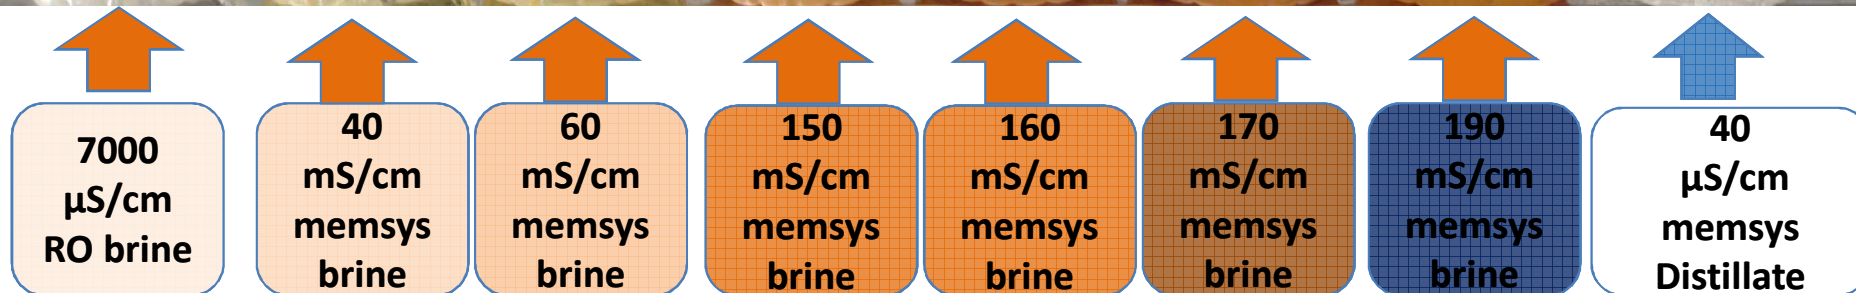 7000
µS/cm
RO brine
40
mS/cm
memsys
brine
60
mS/cm
memsys
brine
150
mS/cm
memsys
brine
160
mS/cm
memsys
brine
170
mS/cm
memsys
brine
190
mS/cm
memsys
brine
40
µS/cm
memsys
Distillate